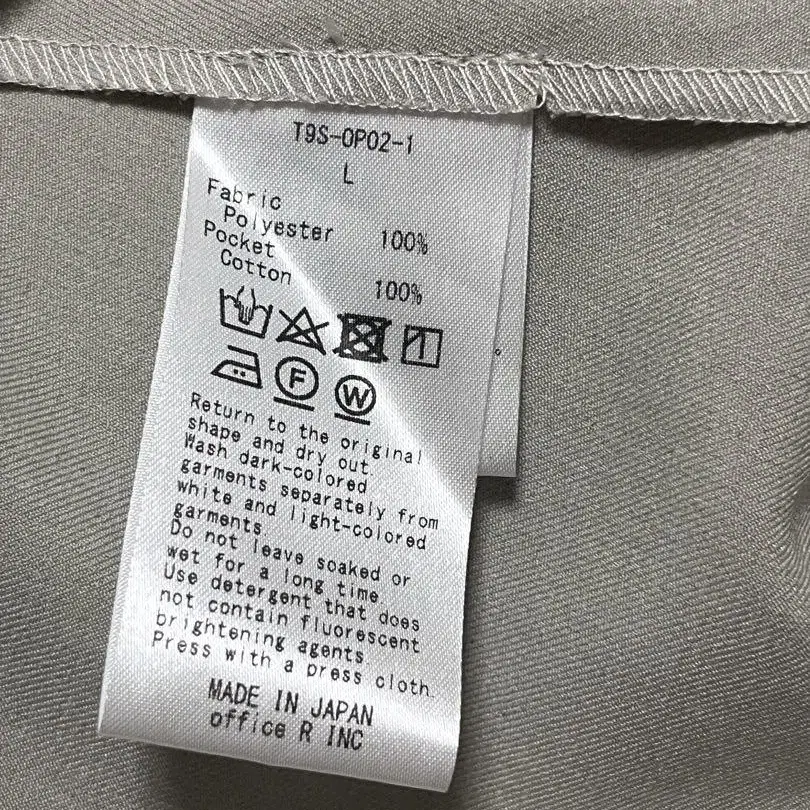 T9S-OP02-1
L
Fabric
Polyester 100%
Pocket
Cotton 100%
F
W
Return to the original
shape and dry out.
Wash dark-colored
garments separately from
white and light-colored
garments.
Do not leave soaked or
wet for a long time
Use detergent that does
not contain fluorescent
brightening agents.
Press with a press cloth.
MADE IN JAPAN
office R INC